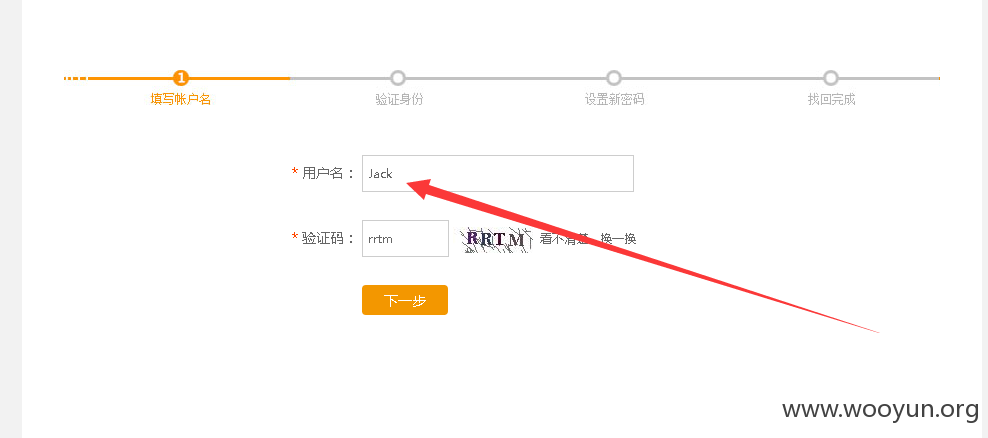 1
填写帐户名 验证身份 设置新密码 找回完成
* 用户名： Jack
* 验证码： rrtm RRTM 看不清楚 换一换
下一步
www.wooyun.org